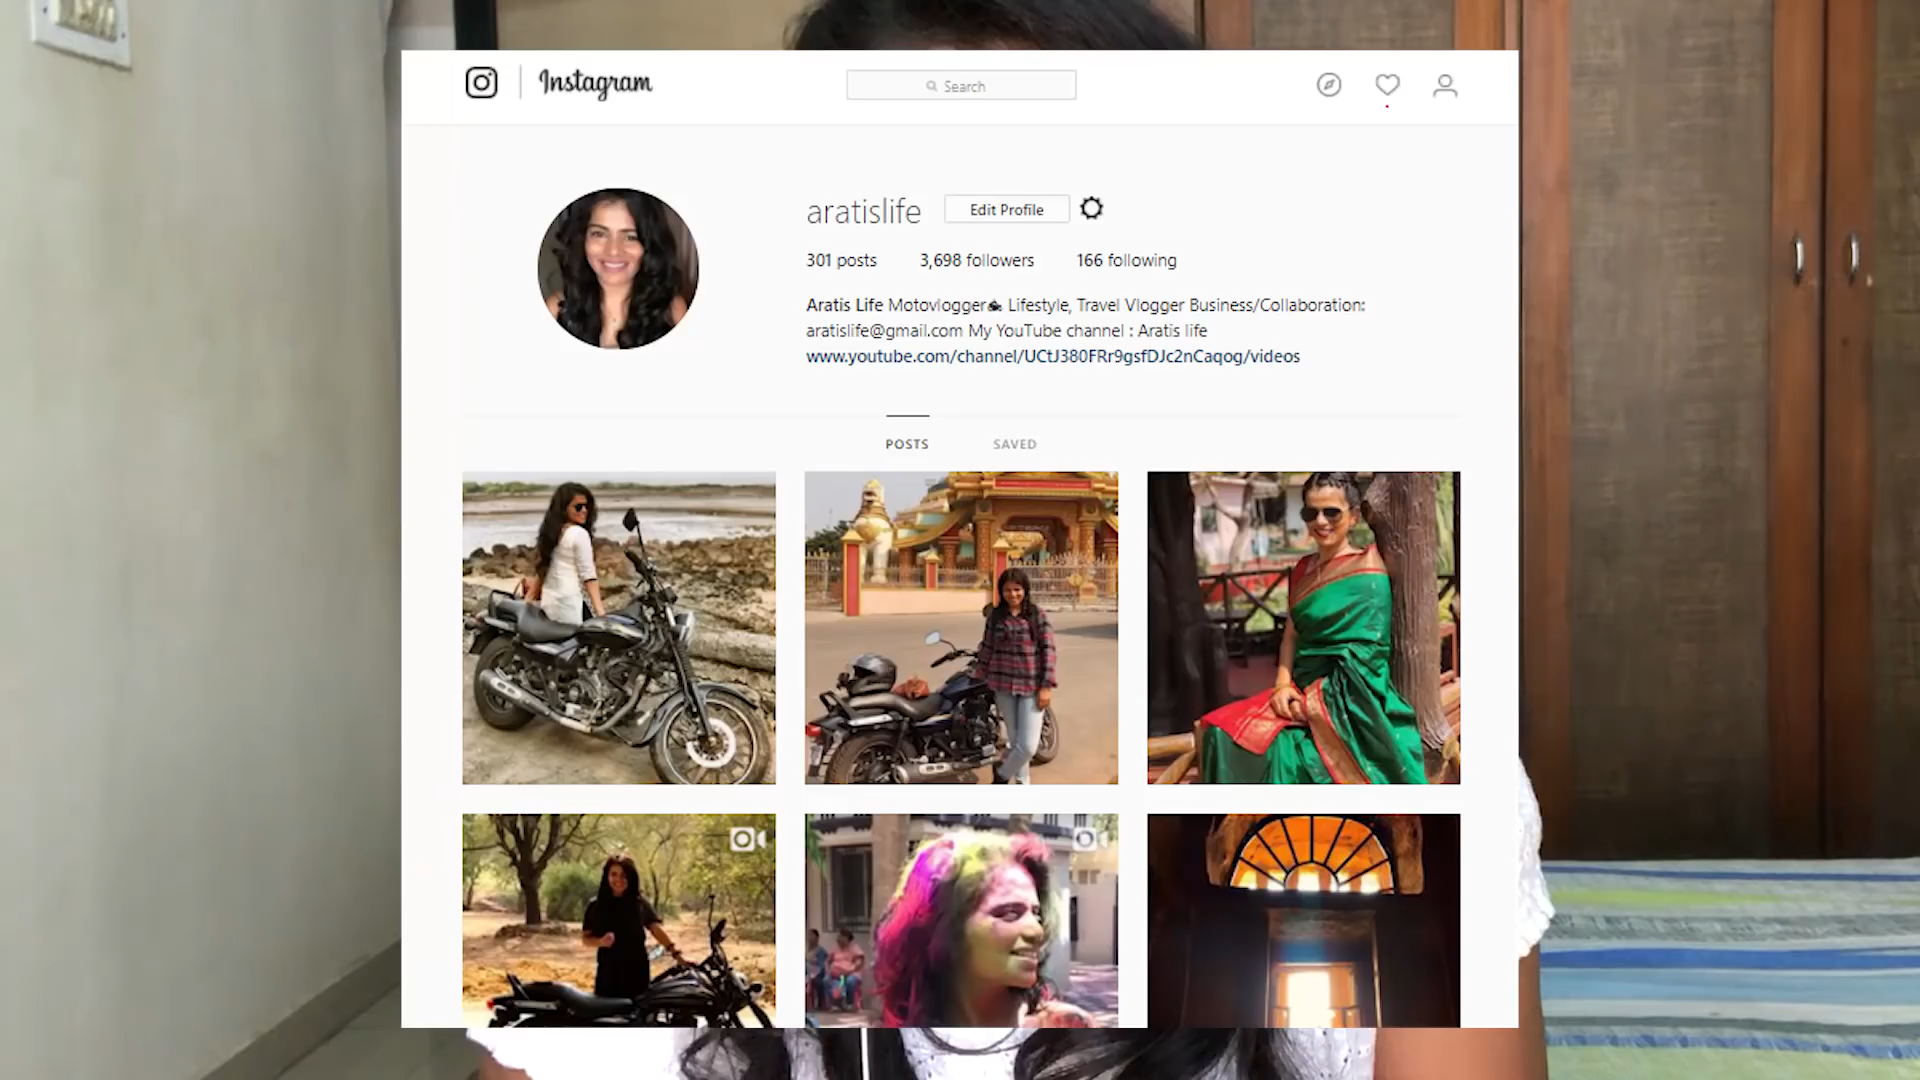 Instagram
Search
aratislife Edit Profile
301 posts 3,698 followers 166 following
Aratis Life Motovlogger Lifestyle, Travel Vlogger Business/Collaboration:
aratislife@gmail.com My YouTube channel : Aratis life
www.youtube.com/channel/UCtJ380FRr9gsfDJc2nCaqog/videos
POSTS SAVED